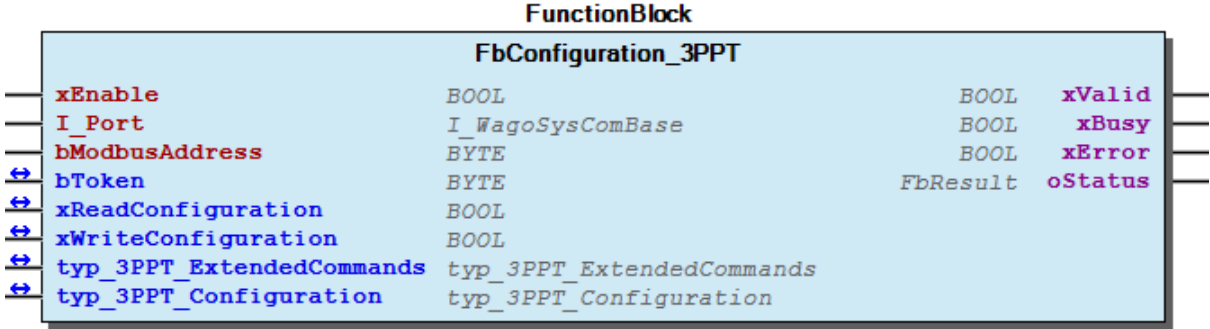 FunctionBlock
FbConfiguration_3PPT
xEnable BOOL BOOL xValid
I_Port I_WagoSysComBase BOOL xBusy
bModbusAddress BYTE BOOL xError
bToken BYTE FbResult oStatus
xReadConfiguration BOOL
xWriteConfiguration BOOL
typ_3PPT_ExtendedCommands typ_3PPT_ExtendedCommands
typ_3PPT_Configuration typ_3PPT_Configuration